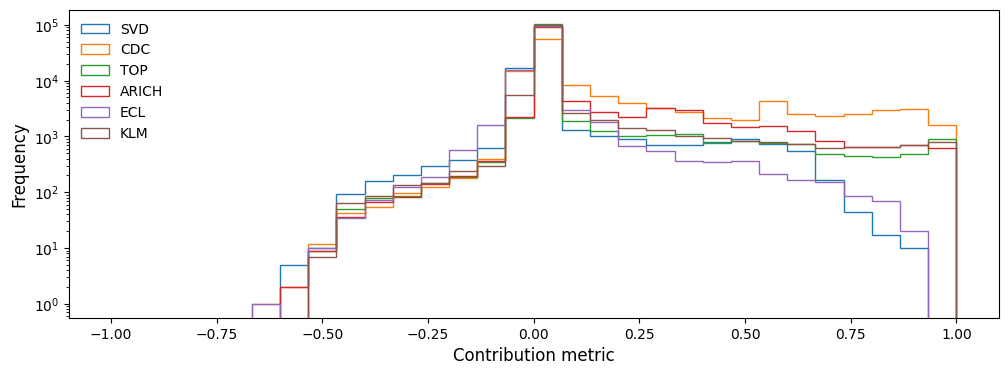 10⁵
10⁴
10³
10²
10¹
10⁰
Frequency
SVD
CDC
TOP
ARICH
ECL
KLM
−1.00 −0.75 −0.50 −0.25 0.00 0.25 0.50 0.75 1.00
Contribution metric